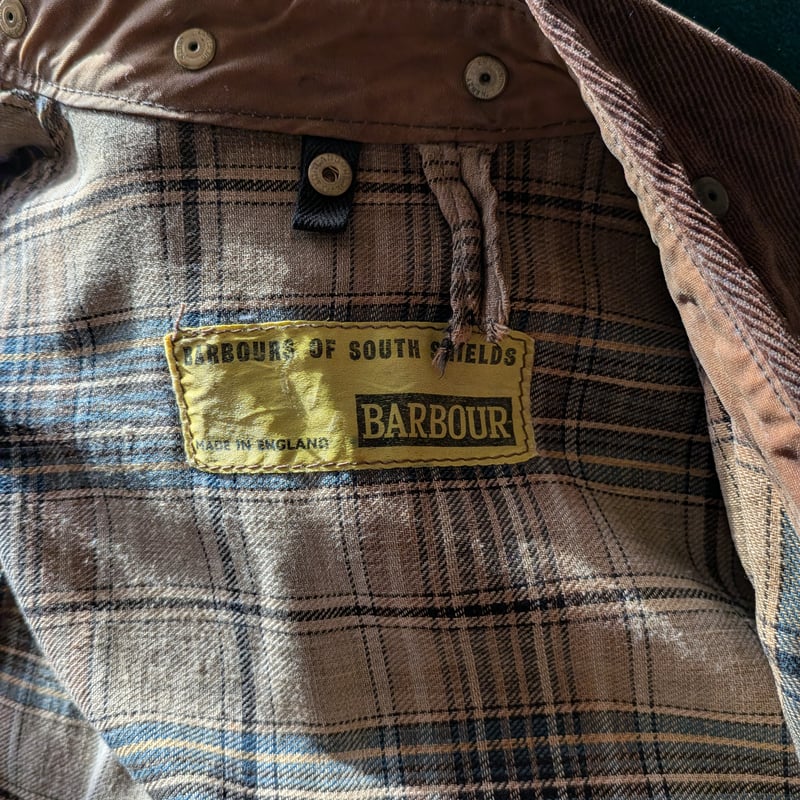 BARBOURS OF SOUTH SHIELDS
BARBOUR
MADE IN ENGLAND